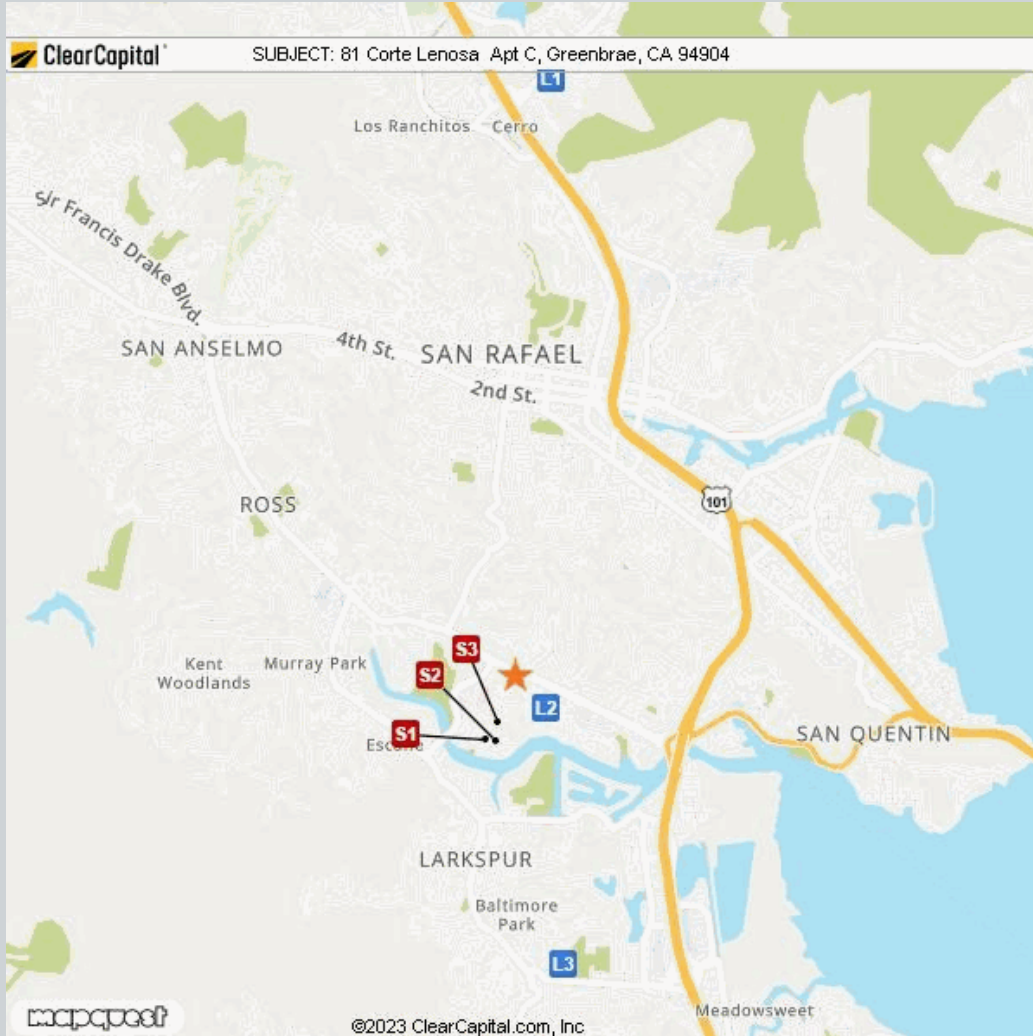 ClearCapital® SUBJECT: 81 Corte Lenosa Apt C, Greenbrae, CA 94904
L1
Los Ranchitos Cerro
Sir Francis Drake Blvd.
SAN ANSELMO
4th St.
SAN RAFAEL
2nd St.
101
ROSS
Kent
Woodlands
Murray Park
S3
S2
L2
S1
SAN QUENTIN
LARKSPUR
Baltimore
Park
L3
Meadowsweet
mapquest
©2023 ClearCapital.com, Inc